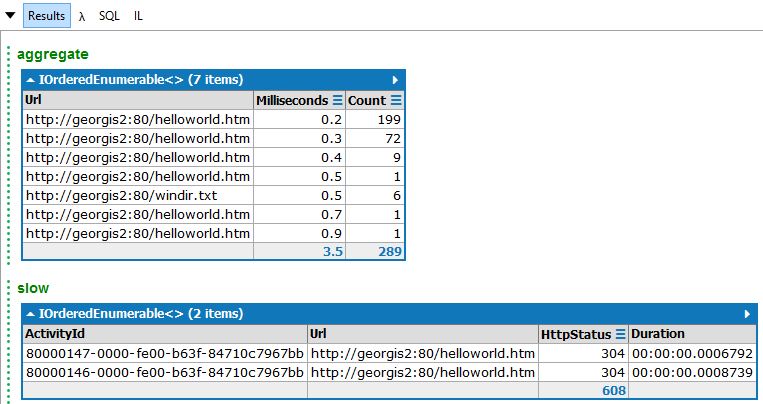 Results λ SQL IL
aggregate
IOrderedEnumerable<> (7 items)
Url Milliseconds Count
http://georgis2:80/helloworld.htm 0.2 199
http://georgis2:80/helloworld.htm 0.3 72
http://georgis2:80/helloworld.htm 0.4 9
http://georgis2:80/helloworld.htm 0.5 1
http://georgis2:80/windir.txt 0.5 6
http://georgis2:80/helloworld.htm 0.7 1
http://georgis2:80/helloworld.htm 0.9 1
3.5 289
slow
IOrderedEnumerable<> (2 items)
ActivityId Url HttpStatus Duration
80000147-0000-fe00-b63f-84710c7967bb http://georgis2:80/helloworld.htm 304 00:00:00.0006792
80000146-0000-fe00-b63f-84710c7967bb http://georgis2:80/helloworld.htm 304 00:00:00.0008739
608